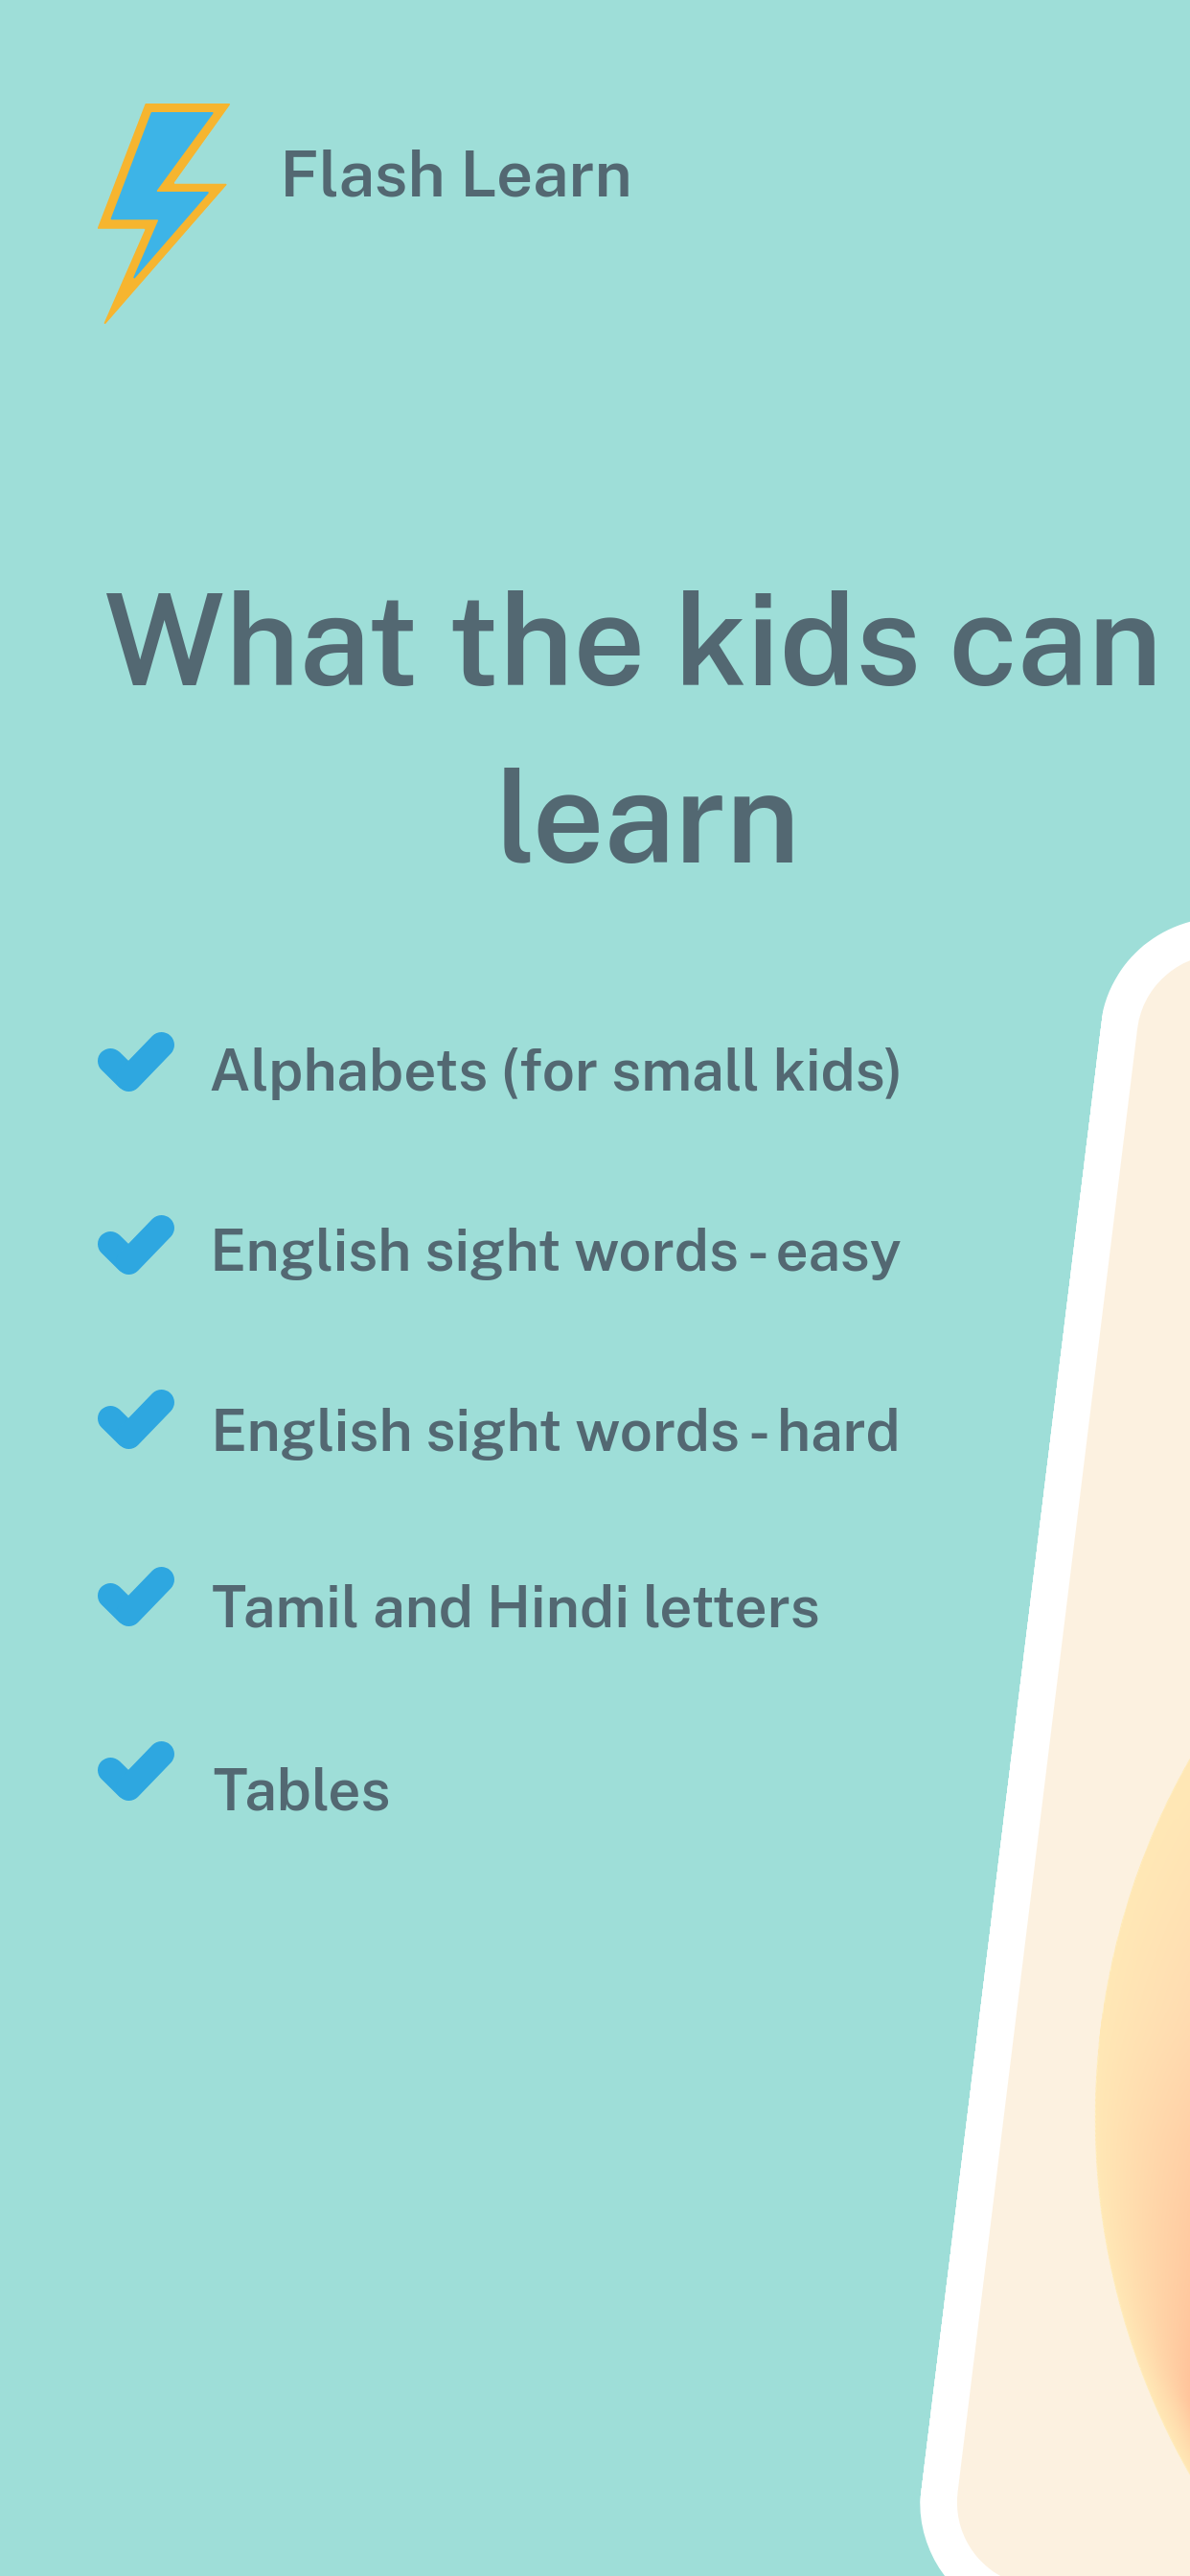 Flash Learn
What the kids can
learn
Alphabets (for small kids)
English sight words - easy
English sight words - hard
Tamil and Hindi letters
Tables